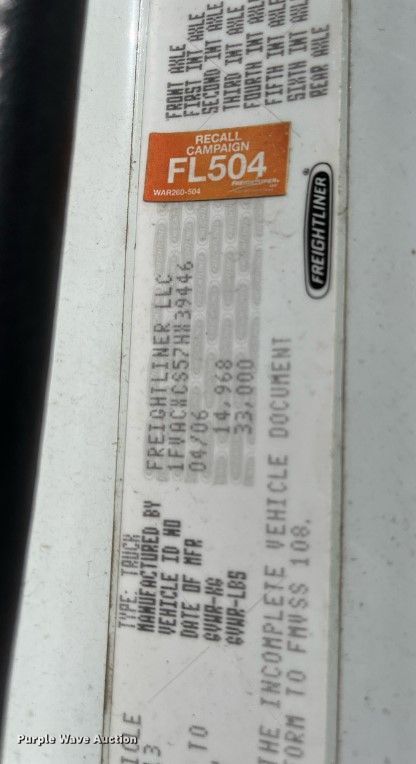 FRONT AXLE
FIRST INT AXLE
SECOND INT AXLE
THIRD INT AXLE
FOURTH INT AXLE
FIFTH INT AXLE
SIXTH INT AXLE
REAR AXLE
RECALL
CAMPAIGN
FL504
WAR260-504
FREIGHTLINER
TYPE: TRUCK
MANUFACTURED BY FREIGHTLINER LLC
VEHICLE ID NO 1FVACXCS57HX39446
DATE OF MFR 04/06
GVWR-KG 14,968
GVWR-LBS 33,000
THE INCOMPLETE VEHICLE DOCUMENT
TO FMVSS 108.
TO
13
Purple Wave Auction